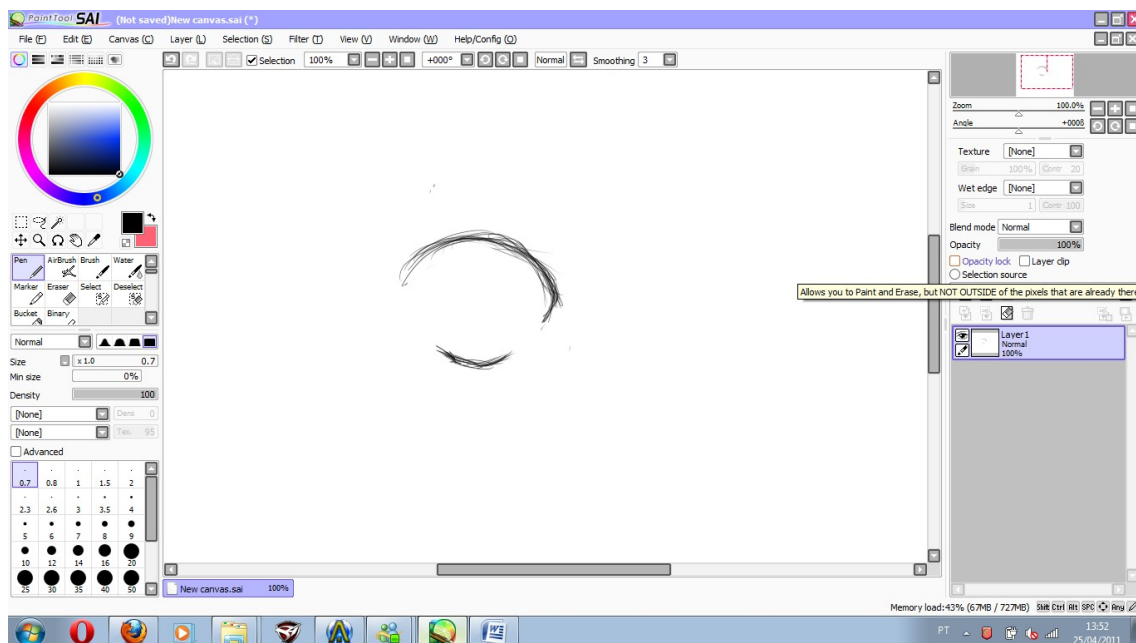 PaintTool SAI (Not saved)New canvas.sai (*)
File (F) Edit (E) Canvas (C) Layer (L) Selection (S) Filter (T) View (V) Window (W) Help/Config (O)
Selection 100% +000° Normal Smoothing 3
Zoom 100.0%
Angle +000ß
Texture [None]
Grain 100% Contr 20
Wet edge [None]
Size 1 Contr 100
Blend mode Normal
Opacity 100%
Opacity lock Layer clip
Selection source
Allows you to Paint and Erase, but NOT OUTSIDE of the pixels that are already there
Layer1
Normal
100%
Pen AirBrush Brush Water
Marker Eraser Select Deselect
Bucket Binary
Normal
Size x 1.0 0.7
Min size 0%
Density 100
[None] Dens 0
[None] Tex. 95
Advanced
0.7 0.8 1 1.5 2
2.3 2.6 3 3.5 4
5 6 7 8 9
10 12 14 16 20
25 30 35 40 50
New canvas.sai 100%
Memory load:43% (67MB / 727MB) Shift Ctrl Alt SPC Any
PT 13:52
25/04/2011